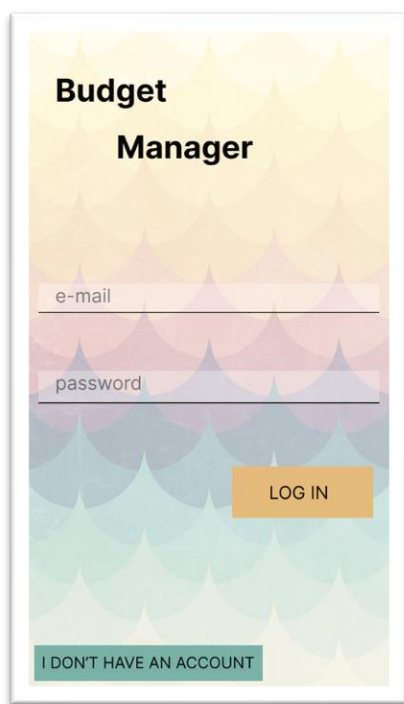 Budget
Manager
e-mail
password
LOG IN
I DON'T HAVE AN ACCOUNT